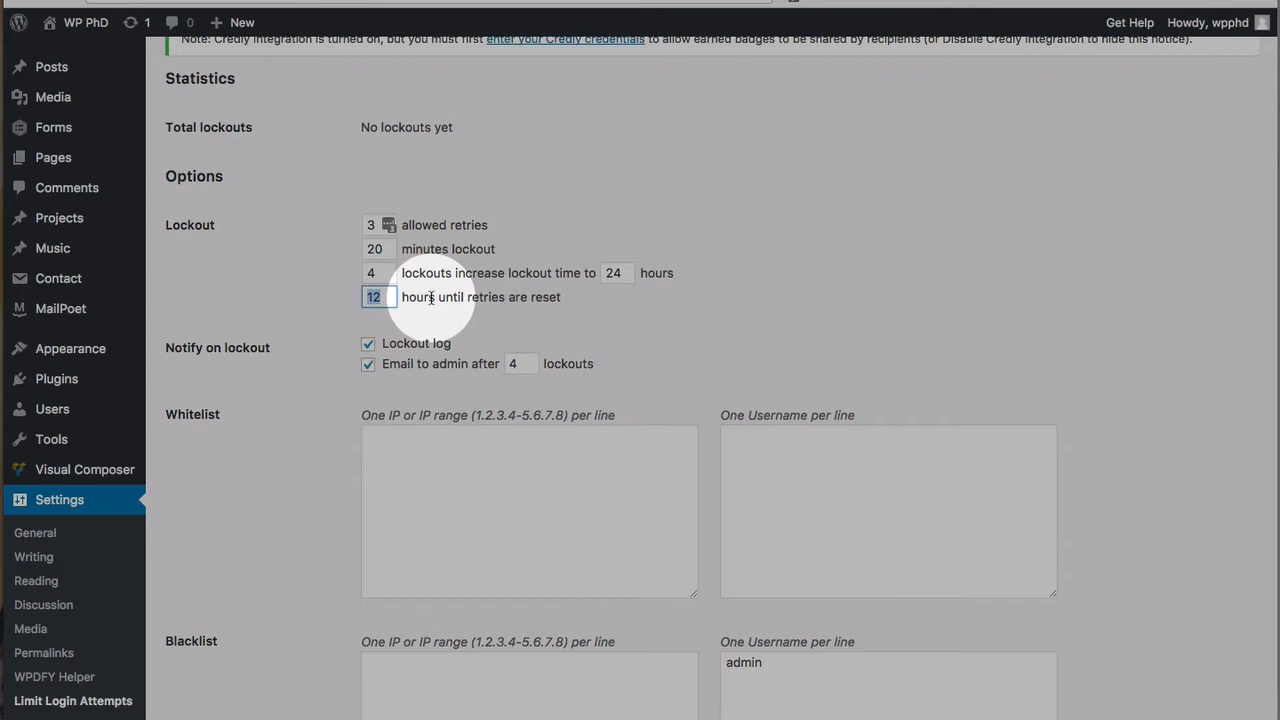 WP PhD 1 0 New Get Help Howdy, wpphd
Note: Credly Integration is turned on, but you must first enter your Credly credentials to allow earned badges to be shared by recipients (or Disable Credly Integration to hide this notice).
Posts
Media
Forms
Pages
Comments
Projects
Music
Contact
MailPoet
Appearance
Plugins
Users
Tools
Visual Composer
Settings
General
Writing
Reading
Discussion
Media
Permalinks
WPDFY Helper
Limit Login Attempts
Statistics
Total lockouts No lockouts yet
Options
Lockout 3 allowed retries
20 minutes lockout
4 lockouts increase lockout time to 24 hours
12 hours until retries are reset
Notify on lockout Lockout log
Email to admin after 4 lockouts
Whitelist One IP or IP range (1.2.3.4-5.6.7.8) per line One Username per line
Blacklist One IP or IP range (1.2.3.4-5.6.7.8) per line One Username per line
admin